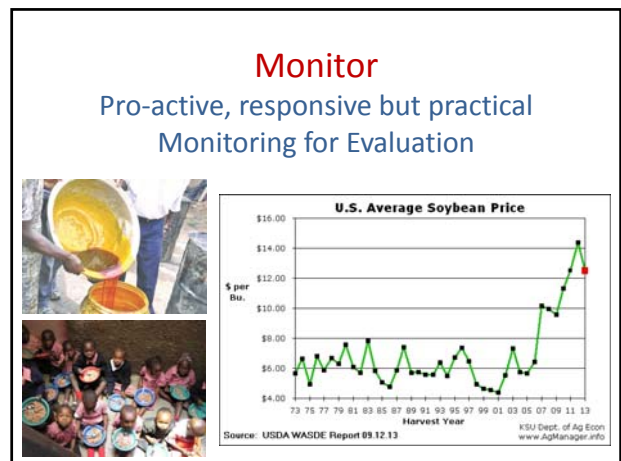 Monitor
Pro-active, responsive but practical
Monitoring for Evaluation
U.S. Average Soybean Price
$16.00
$14.00
$12.00
$ per
Bu.
$10.00
$8.00
$6.00
$4.00
73 75 77 79 81 83 85 87 89 91 93 95 97 99 01 03 05 07 09 11 13
Harvest Year
KSU Dept. of Ag Econ
Source: USDA WASDE Report 09.12.13
www.AgManager.info